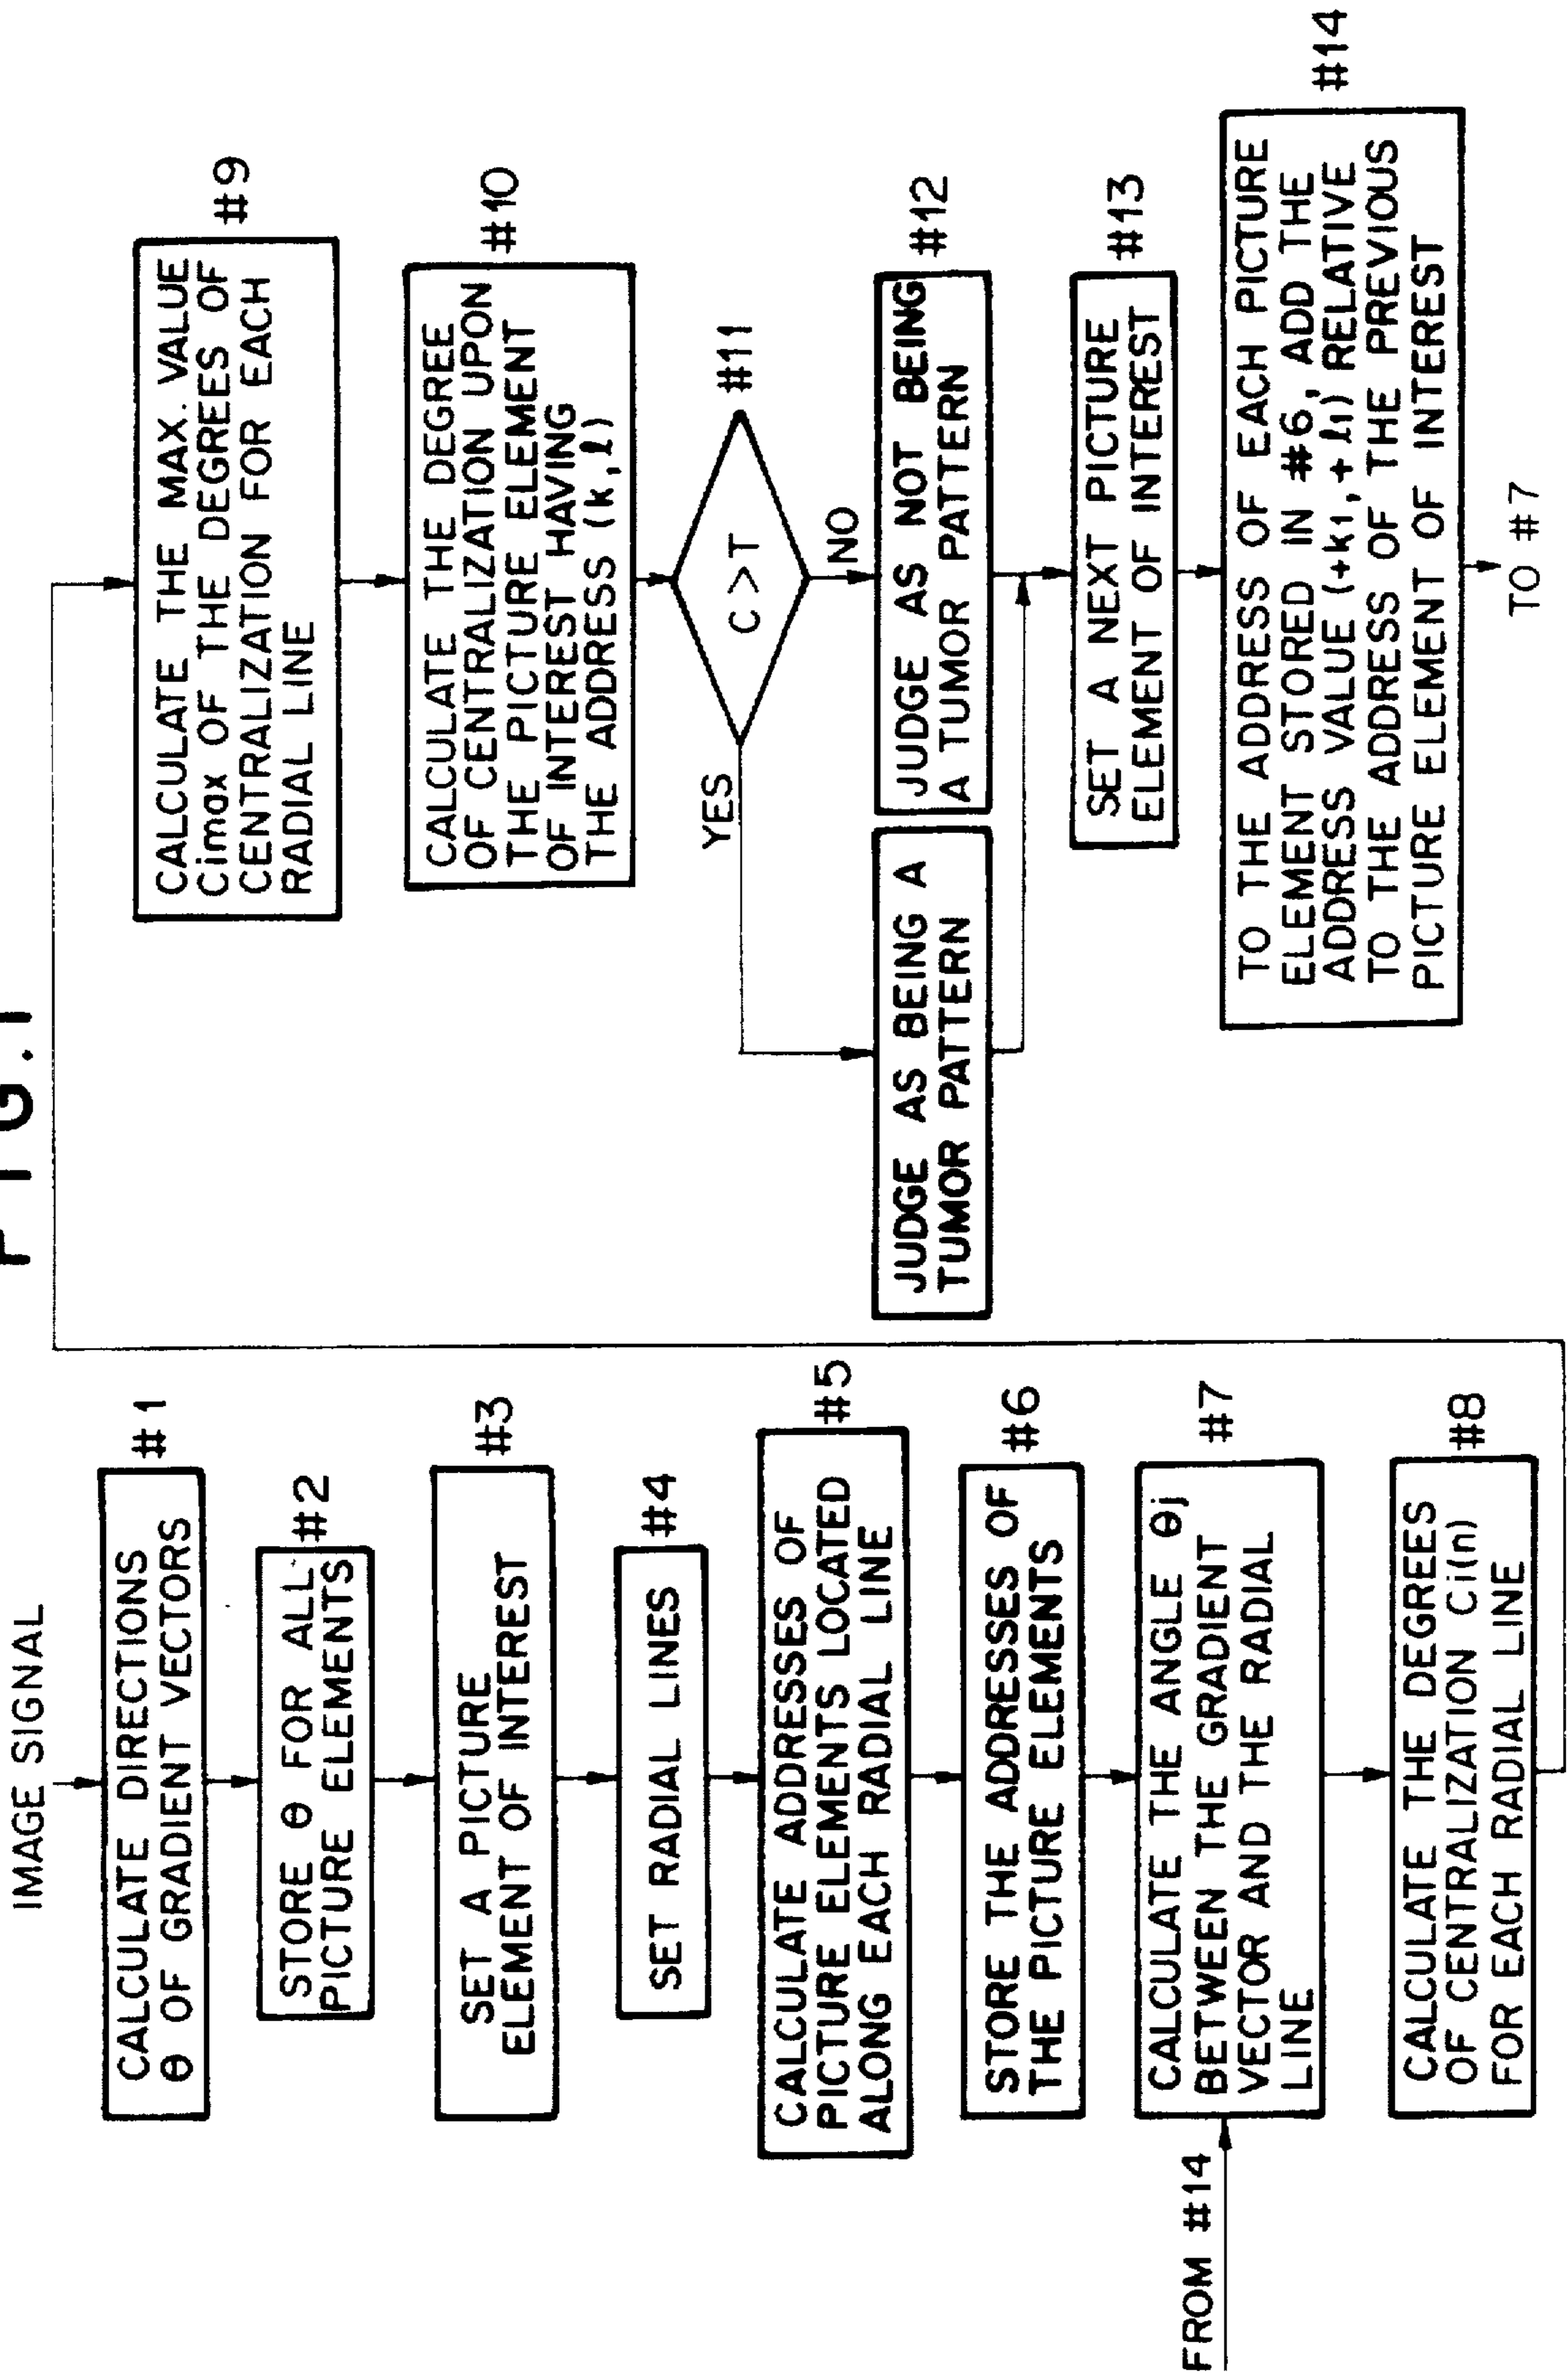 FIG.1
IMAGE SIGNAL
CALCULATE DIRECTIONS
θ OF GRADIENT VECTORS
#1
STORE θ FOR ALL
PICTURE ELEMENTS
#2
SET A PICTURE
ELEMENT OF INTEREST
#3
SET RADIAL LINES
#4
CALCULATE ADDRESSES OF
PICTURE ELEMENTS LOCATED
ALONG EACH RADIAL LINE
#5
STORE THE ADDRESSES OF
THE PICTURE ELEMENTS
#6
FROM #14
CALCULATE THE ANGLE θj
BETWEEN THE GRADIENT
VECTOR AND THE RADIAL
LINE
#7
CALCULATE THE DEGREES
OF CENTRALIZATION Ci(n)
FOR EACH RADIAL LINE
#8
CALCULATE THE MAX. VALUE
Cimax OF THE DEGREES OF
CENTRALIZATION FOR EACH
RADIAL LINE
#9
CALCULATE THE DEGREE
OF CENTRALIZATION UPON
THE PICTURE ELEMENT
OF INTEREST HAVING
THE ADDRESS (k,ℓ)
#10
C>T
#11
YES
NO
JUDGE AS BEING A
TUMOR PATTERN
JUDGE AS NOT BEING
A TUMOR PATTERN
#12
SET A NEXT PICTURE
ELEMENT OF INTEREST
#13
TO THE ADDRESS OF EACH PICTURE
ELEMENT STORED IN #6, ADD THE
ADDRESS VALUE (+k1,+ℓ1) RELATIVE
TO THE ADDRESS OF THE PREVIOUS
PICTURE ELEMENT OF INTEREST
#14
TO #7